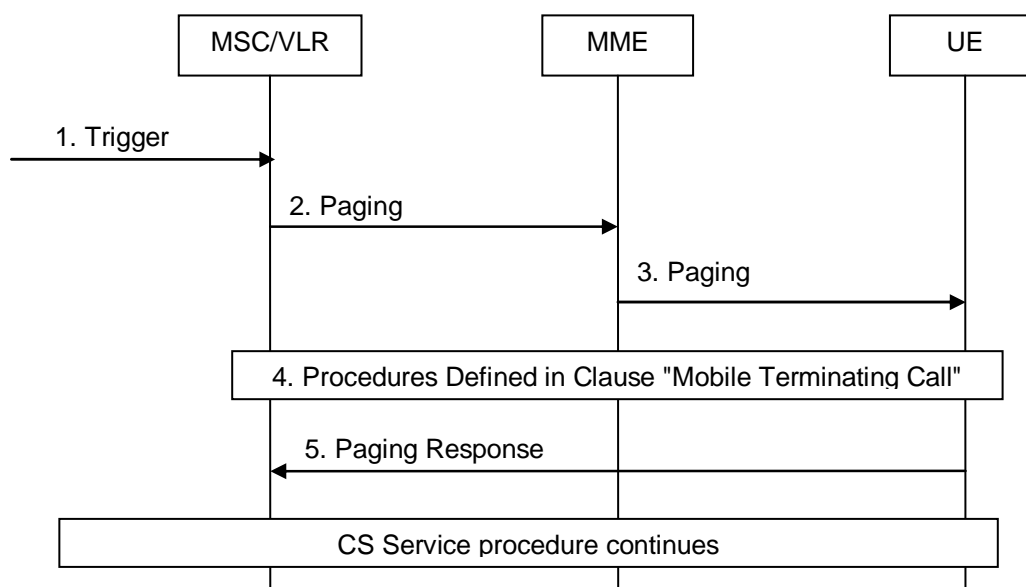 MSC/VLR
MME
UE
1. Trigger
2. Paging
3. Paging
4. Procedures Defined in Clause "Mobile Terminating Call"
5. Paging Response
CS Service procedure continues